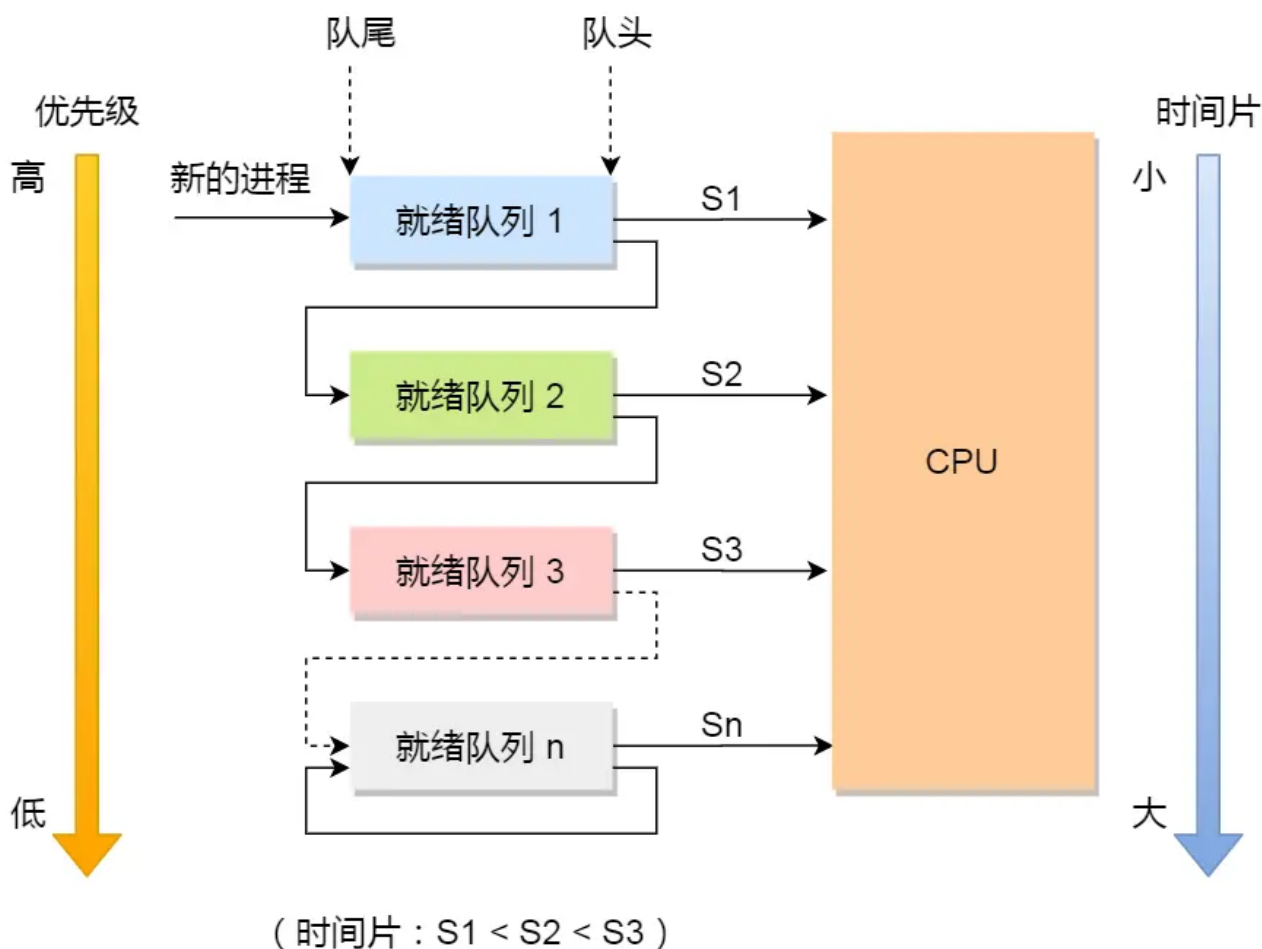 队尾
队头
优先级
时间片
高
新的进程
小
就绪队列 1
S1
就绪队列 2
S2
CPU
就绪队列 3
S3
就绪队列 n
Sn
低
大
（时间片：S1 < S2 < S3 ）